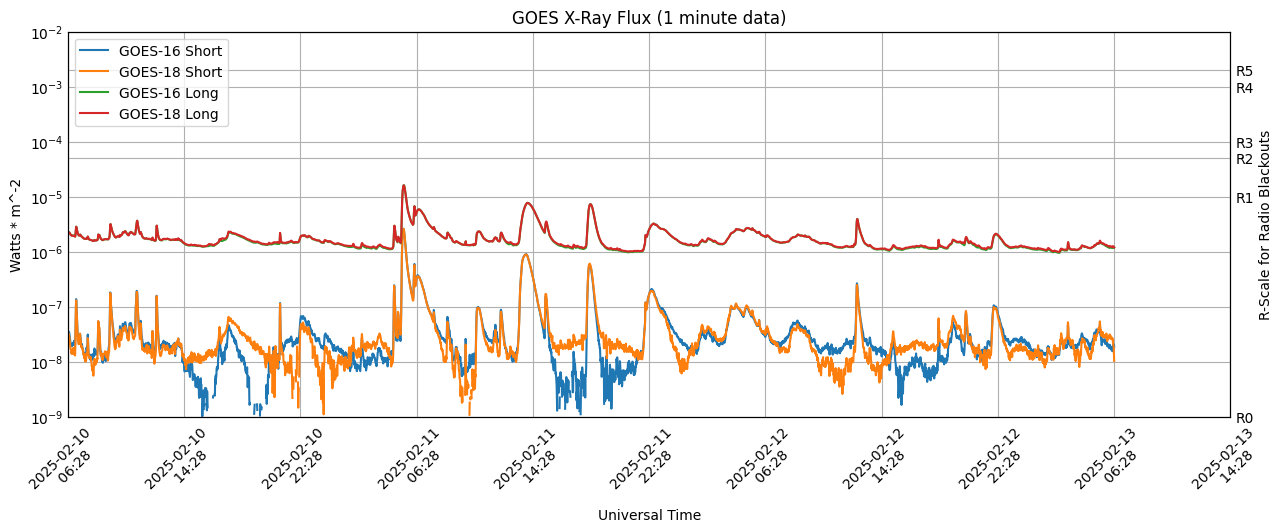 GOES X-Ray Flux (1 minute data)
GOES-16 Short
GOES-18 Short
GOES-16 Long
GOES-18 Long
10^-2
10^-3
10^-4
10^-5
10^-6
10^-7
10^-8
10^-9
Watts * m^-2
R5
R4
R3
R2
R1
R0
R-Scale for Radio Blackouts
2025-02-10
06:28
2025-02-10
14:28
2025-02-10
22:28
2025-02-11
06:28
2025-02-11
14:28
2025-02-11
22:28
2025-02-12
06:28
2025-02-12
14:28
2025-02-12
22:28
2025-02-13
06:28
2025-02-13
14:28
Universal Time